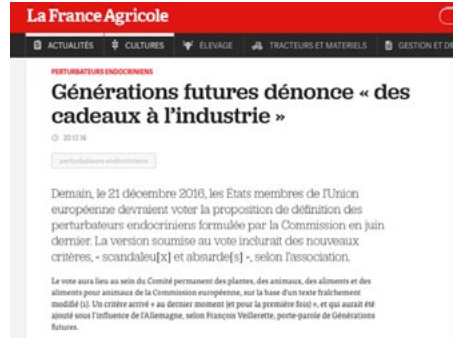 La France Agricole
ACTUALITÉS CULTURES ÉLEVAGE TRACTEURS ET MATERIELS GESTION ET DR
PERTURBATEURS ENDOCRINIENS
Générations futures dénonce « des
cadeaux à l'industrie »
20.12.16
perturbateurs endocriniens
Demain, le 21 décembre 2016, les États membres de l'Union
européenne devraient voter la proposition de définition des
perturbateurs endocriniens formulée par la Commission en juin
dernier. La version soumise au vote inclurait des nouveaux
critères, « scandaleu[x] et absurde[s] », selon l'association.
Le vote aura lieu au sein du Comité permanent des plantes, des animaux, des aliments et des
aliments pour animaux de la Commission européenne, sur la base d'un texte fraîchement
modifié (1). Un critère arrivé « au dernier moment (et pour la première fois) », et qui aurait été
ajouté sous l'influence de l'Allemagne, selon François Veillerette, porte-parole de Générations
futures.